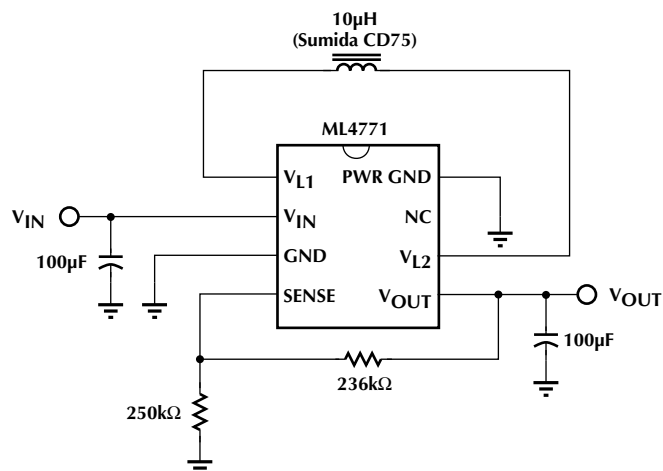 10µH
(Sumida CD75)
ML4771
VL1
PWR GND
VIN
VIN
NC
100µF
GND
VL2
SENSE
VOUT
VOUT
100µF
236kΩ
250kΩ